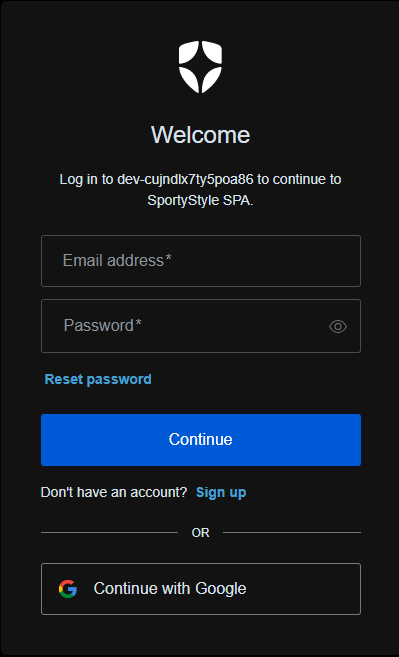 Welcome
Log in to dev-cujndlx7ty5poa86 to continue to
SportyStyle SPA.
Email address*
Password*
Reset password
Continue
Don't have an account? Sign up
OR
Continue with Google